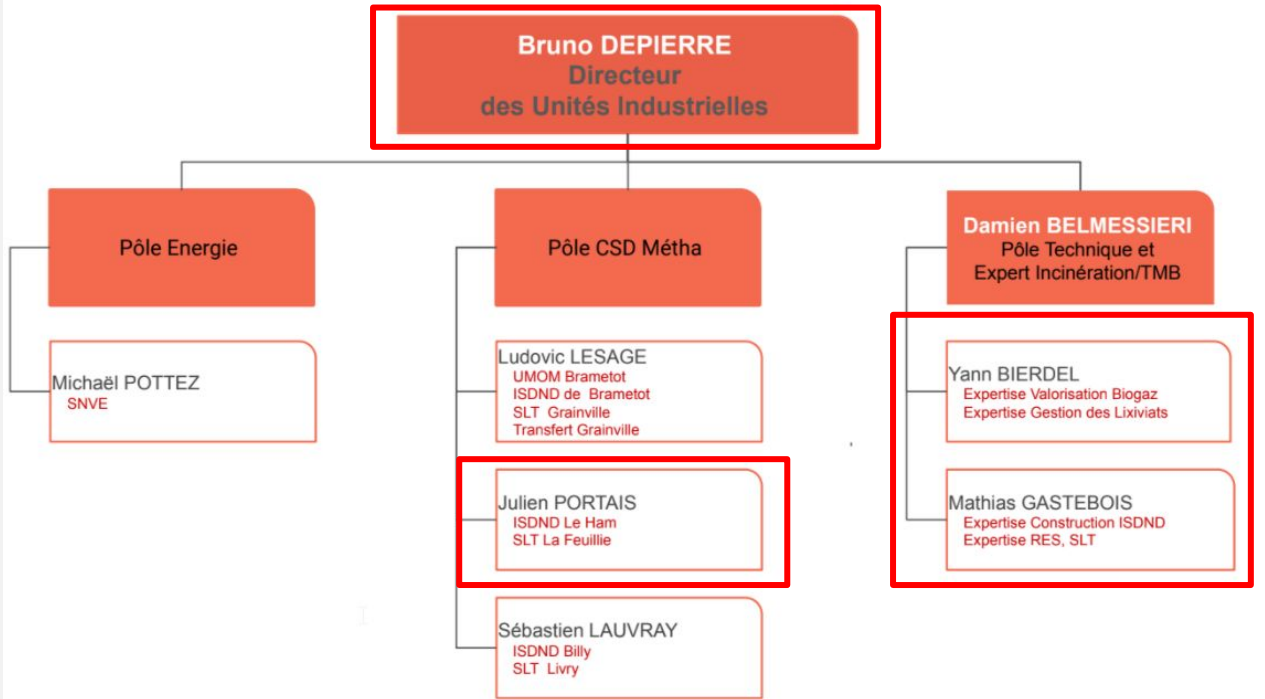 Bruno DEPIERRE
Directeur
des Unités Industrielles
Pôle Energie
Pôle CSD Métha
Damien BELMESSIERI
Pôle Technique et
Expert Incinération/TMB
Michaël POTTEZ
SNVE
Ludovic LESAGE
UMOM Brametot
ISDND de Brametot
SLT Grainville
Transfert Grainville
Julien PORTAIS
ISDND Le Ham
SLT La Feuillie
Sébastien LAUVRAY
ISDND Billy
SLT Livry
Yann BIERDEL
Expertise Valorisation Biogaz
Expertise Gestion des Lixiviats
Mathias GASTEBOIS
Expertise Construction ISDND
Expertise RES, SLT